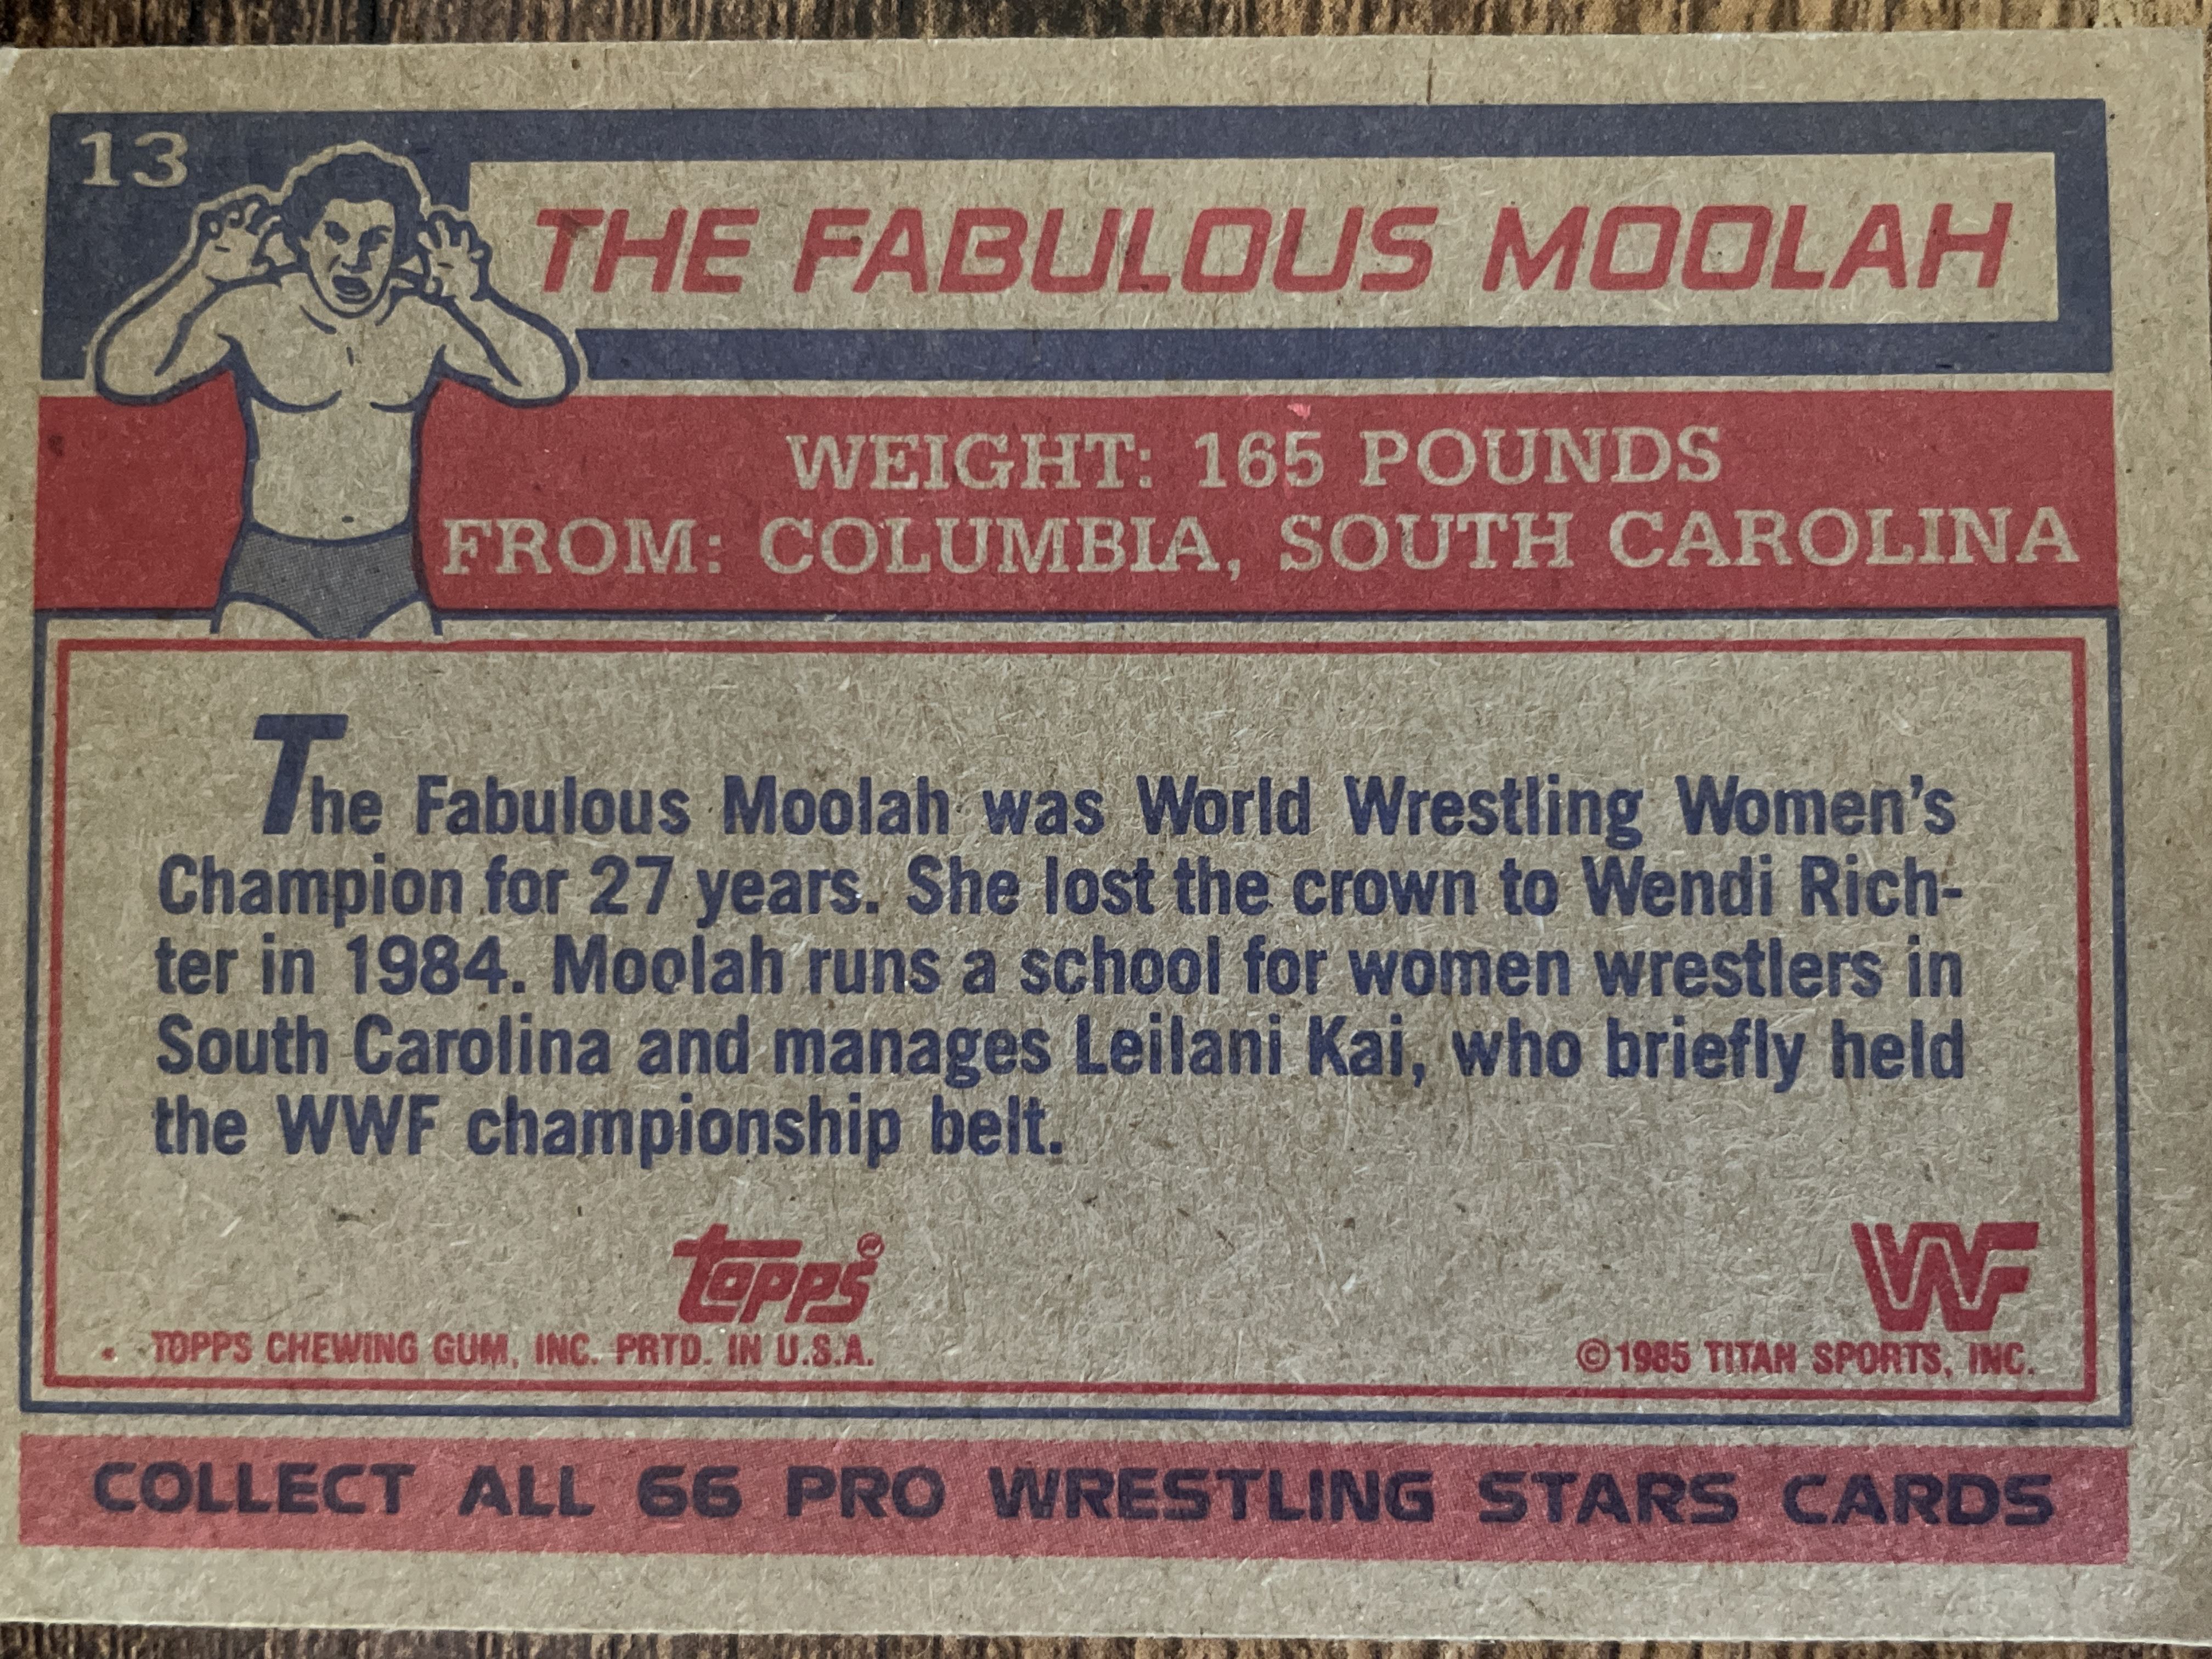 13
THE FABULOUS MOOLAH
WEIGHT: 165 POUNDS
FROM: COLUMBIA, SOUTH CAROLINA
The Fabulous Moolah was World Wrestling Women's
Champion for 27 years. She lost the crown to Wendi Rich-
ter in 1984. Moolah runs a school for women wrestlers in
South Carolina and manages Leilani Kai, who briefly held
the WWF championship belt.
topps®
TOPPS CHEWING GUM, INC. PRTD. IN U.S.A.
WF
©1985 TITAN SPORTS, INC.
COLLECT ALL 66 PRO WRESTLING STARS CARDS